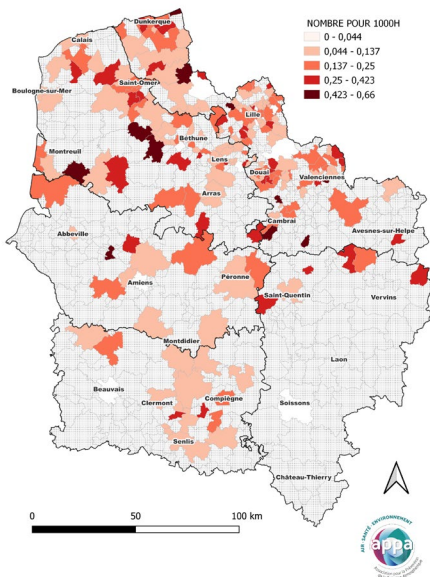 Dunkerque
Calais
NOMBRE POUR 1000H
0 - 0,044
0,044 - 0,137
0,137 - 0,25
0,25 - 0,423
0,423 - 0,66
Saint-Omer
Boulogne-sur-Mer
Lille
Béthune
Montreuil
Lens
Douai
Valenciennes
Arras
Cambrai
Avesnes-sur-Helpe
Abbeville
Amiens
Péronne
Saint-Quentin
Vervins
Montdidier
Laon
Beauvais
Clermont
Compiègne
Soissons
Senlis
Château-Thierry
0
50
100 km
AIR - SANTÉ - ENVIRONNEMENT
appa